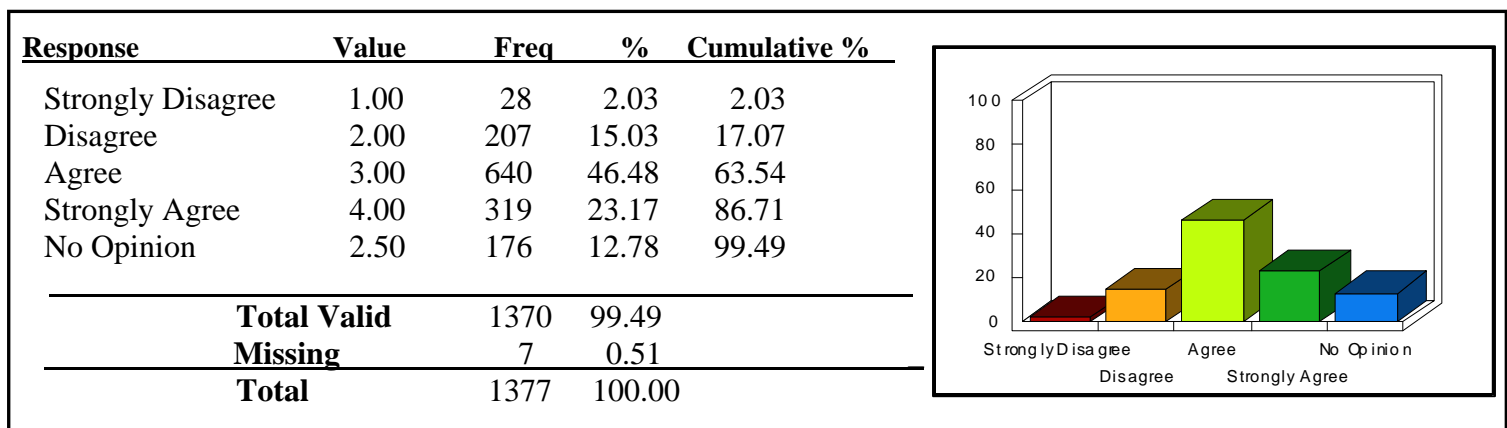 Response Value Freq % Cumulative %
Strongly Disagree 1.00 28 2.03 2.03
Disagree 2.00 207 15.03 17.07
Agree 3.00 640 46.48 63.54
Strongly Agree 4.00 319 23.17 86.71
No Opinion 2.50 176 12.78 99.49
Total Valid 1370 99.49
Missing 7 0.51
Total 1377 100.00
100
80
60
40
20
0
Strongly Disagree Agree No Opinion
Disagree Strongly Agree